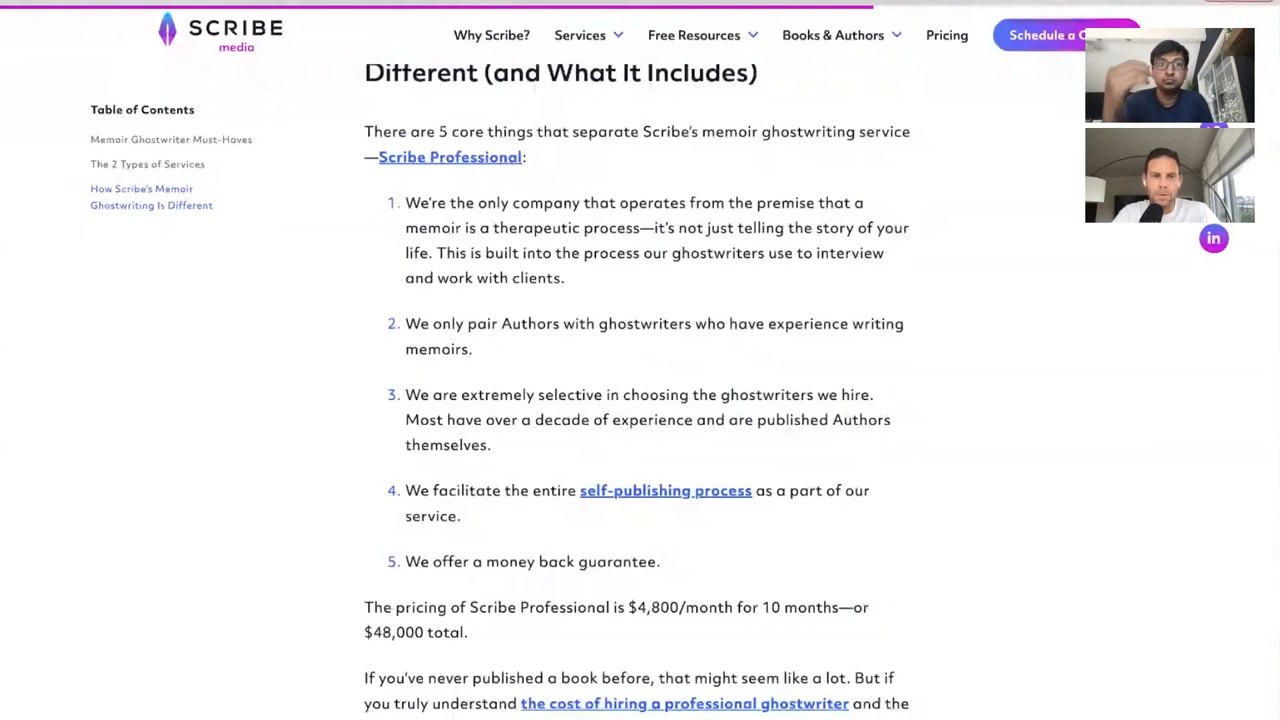 SCRIBE
media
Why Scribe?
Services
Free Resources
Books & Authors
Pricing
Schedule a
Different (and What It Includes)
Table of Contents
Memoir Ghostwriter Must-Haves
The 2 Types of Services
How Scribe's Memoir
Ghostwriting Is Different
There are 5 core things that separate Scribe's memoir ghostwriting service
—Scribe Professional:
1. We're the only company that operates from the premise that a
memoir is a therapeutic process—it's not just telling the story of your
life. This is built into the process our ghostwriters use to interview
and work with clients.
2. We only pair Authors with ghostwriters who have experience writing
memoirs.
3. We are extremely selective in choosing the ghostwriters we hire.
Most have over a decade of experience and are published Authors
themselves.
4. We facilitate the entire self-publishing process as a part of our
service.
5. We offer a money back guarantee.
The pricing of Scribe Professional is $4,800/month for 10 months—or
$48,000 total.
If you've never published a book before, that might seem like a lot. But if
you truly understand the cost of hiring a professional ghostwriter and the
in